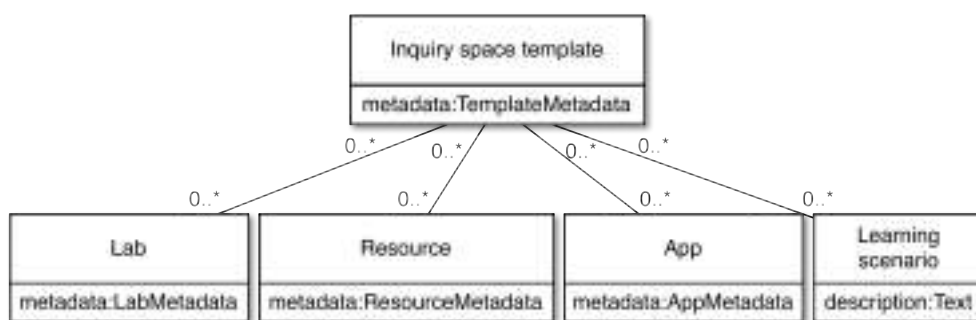 Inquiry space template
metadata:TemplateMetadata
0..* 0..* 0..* 0..*
0..* 0..* 0..* 0..*
Lab
metadata:LabMetadata
Resource
metadata:ResourceMetadata
App
metadata:AppMetadata
Learning
scenario
description:Text